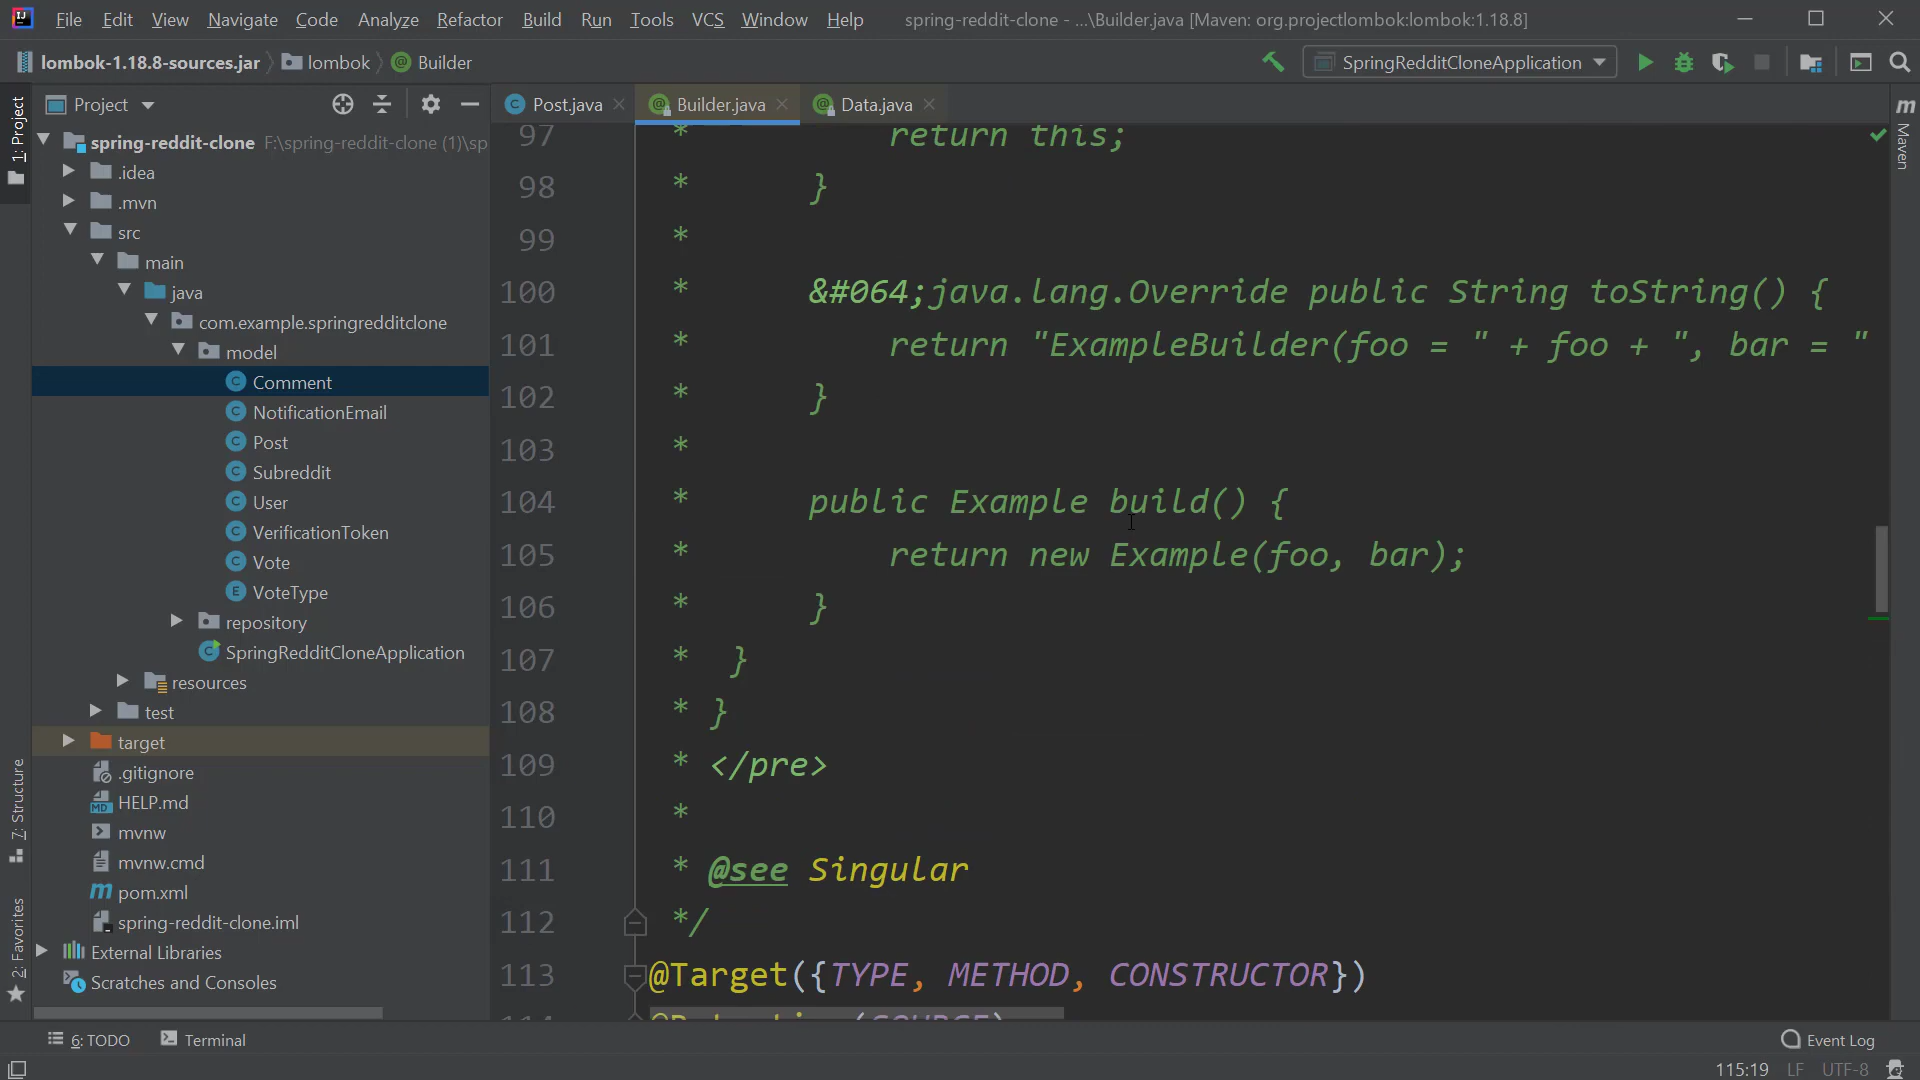 File Edit View Navigate Code Analyze Refactor Build Run Tools VCS Window Help spring-reddit-clone - ...\Builder.java [Maven: org.projectlombok:lombok:1.18.8]
lombok-1.18.8-sources.jar lombok Builder SpringRedditCloneApplication
Project Post.java Builder.java Data.java
1: Project
7: Structure
2: Favorites
Maven
spring-reddit-clone F:\spring-reddit-clone (1)\sp
.idea
.mvn
src
main
java
com.example.springredditclone
model
Comment
NotificationEmail
Post
Subreddit
User
VerificationToken
Vote
VoteType
repository
SpringRedditCloneApplication
resources
test
target
.gitignore
HELP.md
mvnw
mvnw.cmd
pom.xml
spring-reddit-clone.iml
External Libraries
Scratches and Consoles
97 * return this;
98 * }
99 *
100 * &#064;java.lang.Override public String toString() {
101 * return "ExampleBuilder(foo = " + foo + ", bar = "
102 * }
103 *
104 * public Example build() {
105 * return new Example(foo, bar);
106 * }
107 * }
108 * }
109 * </pre>
110 *
111 * @see Singular
112 */
113 @Target({TYPE, METHOD, CONSTRUCTOR})
6: TODO Terminal Event Log
115:19 LF UTF-8